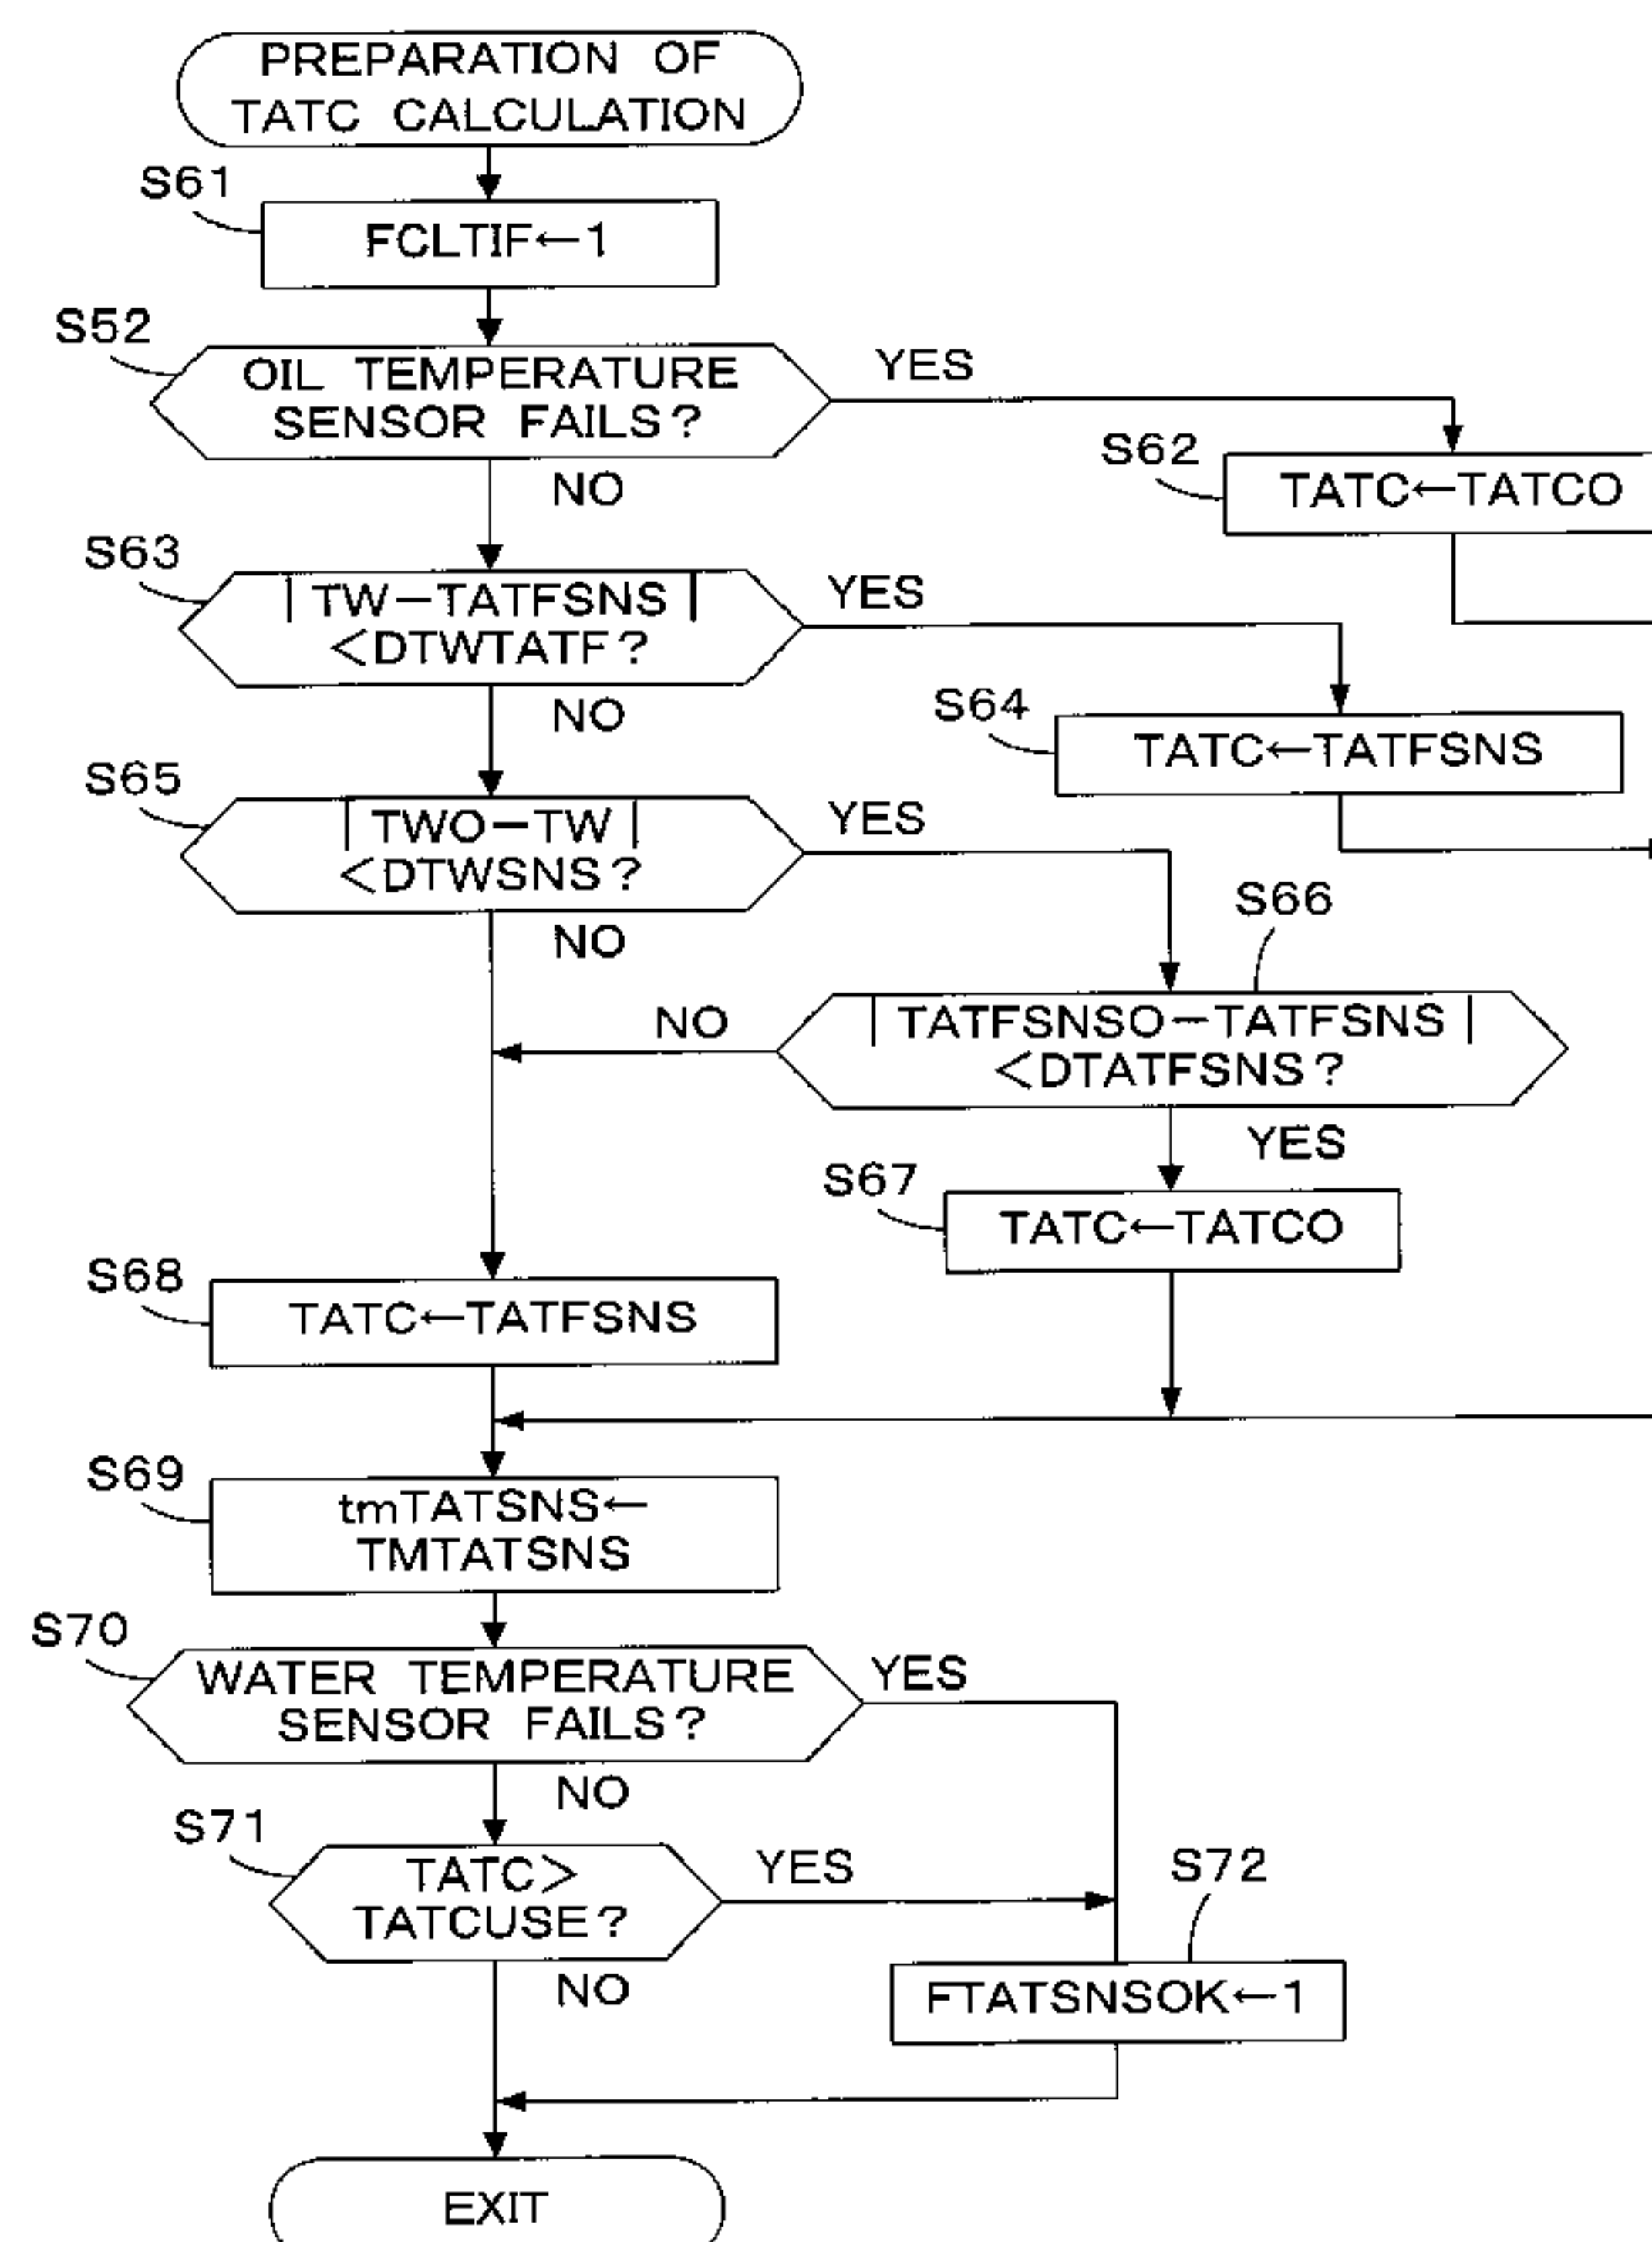 PREPARATION OF
TATC CALCULATION
S61
FCLTIF←1
S52
OIL TEMPERATURE
SENSOR FAILS?
YES
NO
S62
TATC←TATCO
S63
|TW−TATFSNS|
<DTWTATF?
YES
NO
S64
TATC←TATFSNS
S65
|TWO−TW|
<DTWSNS?
YES
NO
S66
|TATFSNSO−TATFSNS|
<DTATFSNS?
NO
YES
S67
TATC←TATCO
S68
TATC←TATFSNS
S69
tmTATSNS←
TMTATSNS
S70
WATER TEMPERATURE
SENSOR FAILS?
YES
NO
S71
TATC>
TATCUSE?
YES
NO
S72
FTATSNSOK←1
EXIT